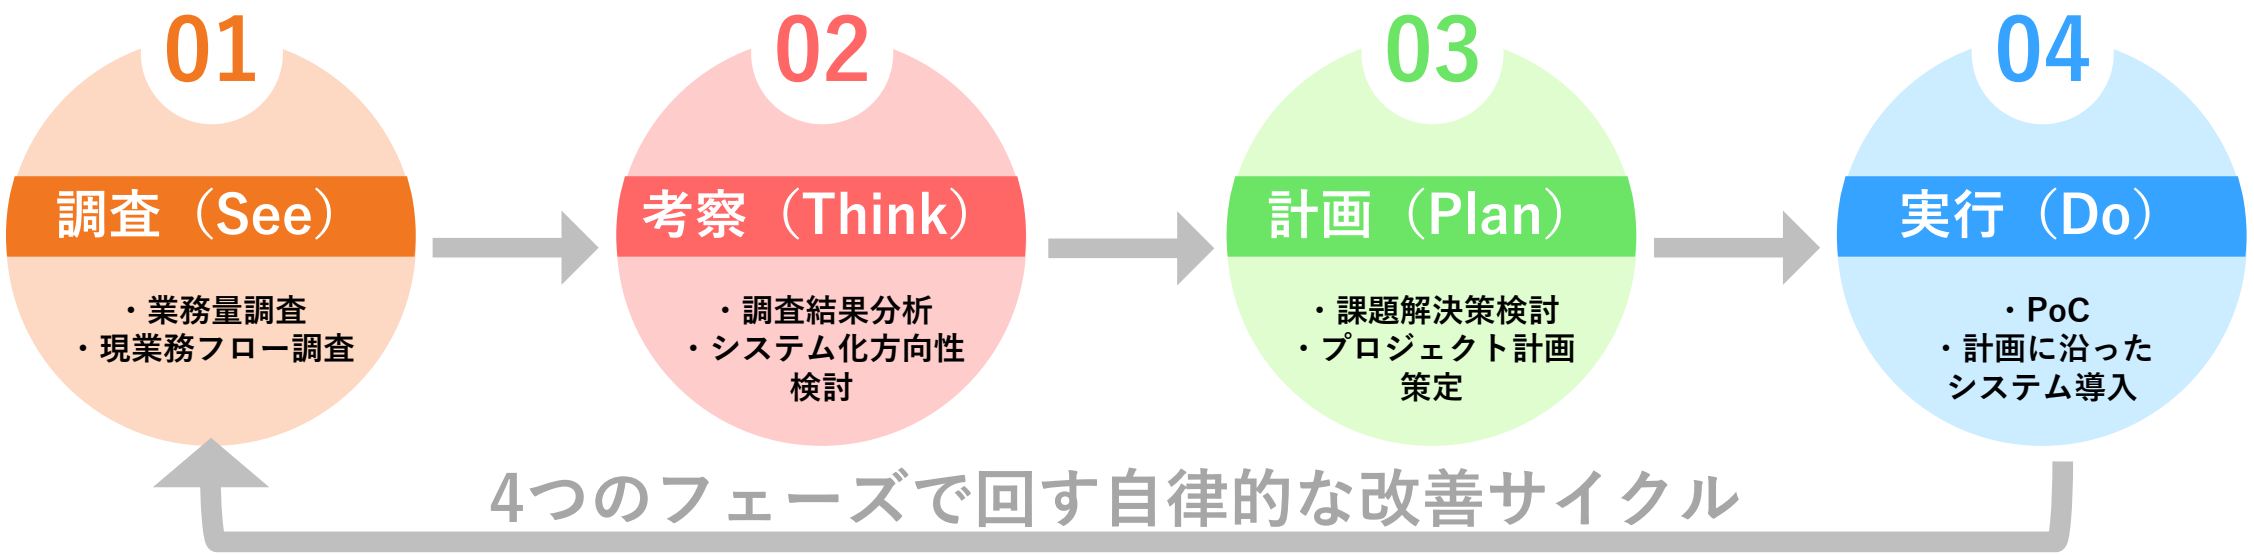 01
調査（See）
・業務量調査
・現業務フロー調査
02
考察（Think）
・調査結果分析
・システム化方向性
検討
03
計画（Plan）
・課題解決策検討
・プロジェクト計画
策定
04
実行（Do）
・PoC
・計画に沿った
システム導入
4つのフェーズで回す自律的な改善サイクル